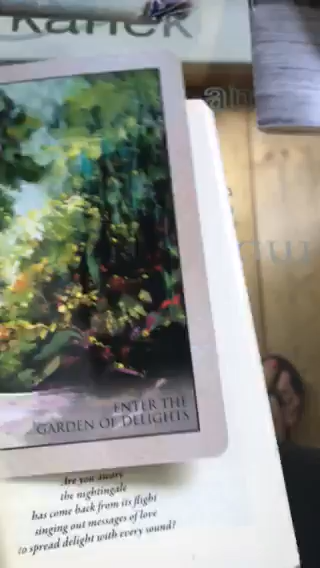 ENTER THE
GARDEN OF DELIGHTS
Are you aware
the nightingale
has come back from its flight
singing out messages of love
to spread delight with every sound?